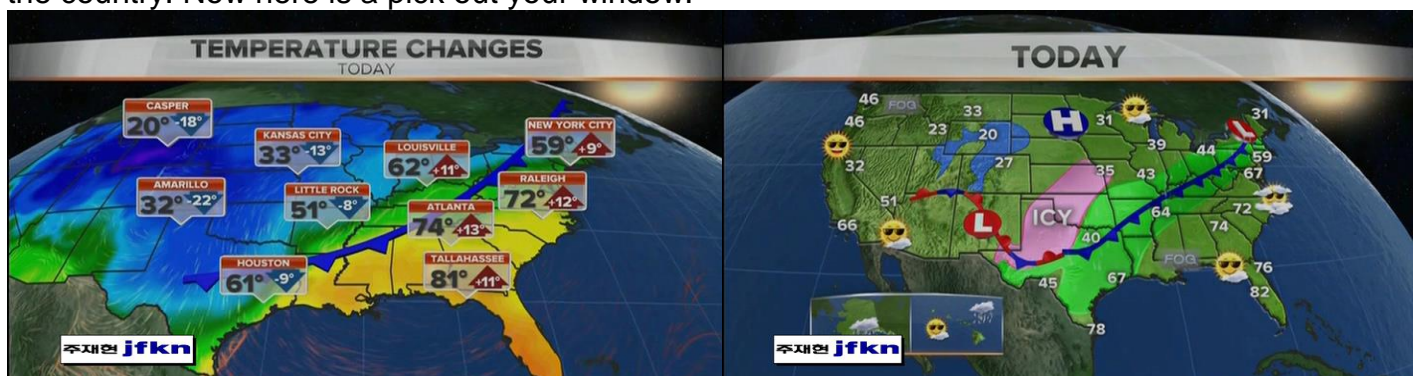 the country. Now here is a pick out your window.
TEMPERATURE CHANGES
TODAY
CASPER
20° -18°
KANSAS CITY
33° -13°
LOUISVILLE
62° +11°
NEW YORK CITY
59° +9°
AMARILLO
32° -22°
LITTLE ROCK
51° -8°
RALEIGH
72° +12°
ATLANTA
74° +13°
HOUSTON
61° -9°
TALLAHASSEE
81° +11°
주재현 jfkn
TODAY
46 FOG 33 31 31
46 23 20 39 44 59
32 27 35 43 67
51 ICY 64 72
66 L 40 74
H
L
FOG 76
45 67 82
78
주재현 jfkn